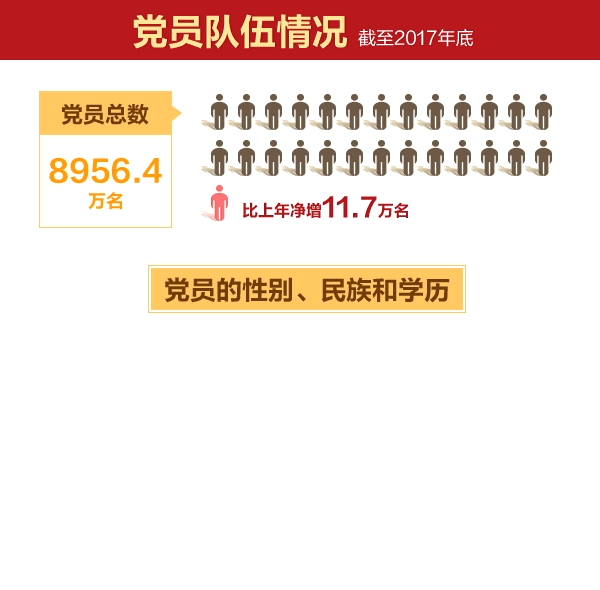 党员队伍情况 截至2017年底
党员总数
8956.4
万名
比上年净增11.7万名
党员的性别、民族和学历